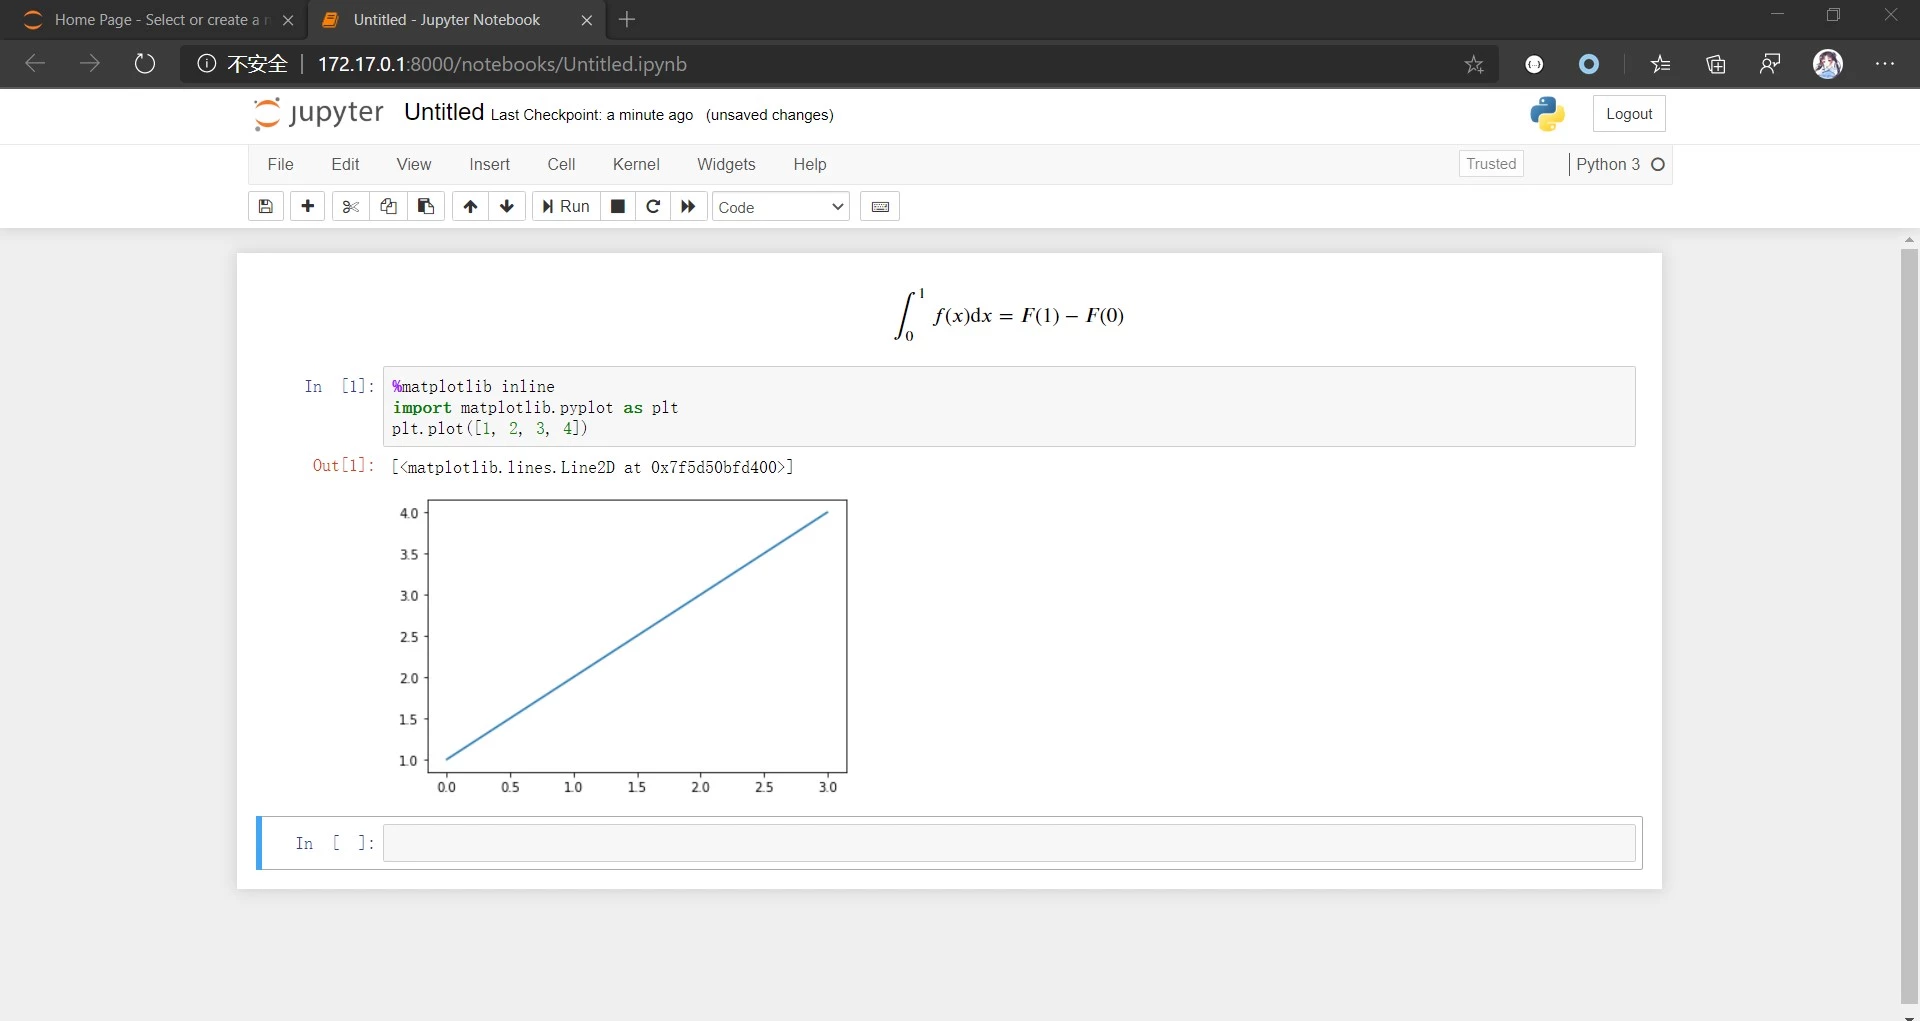 Home Page - Select or create a n
Untitled - Jupyter Notebook
不安全 172.17.0.1:8000/notebooks/Untitled.ipynb
jupyter Untitled Last Checkpoint: a minute ago (unsaved changes)
Logout
File Edit View Insert Cell Kernel Widgets Help
Trusted Python 3
Run Code
∫₀¹ f(x)dx = F(1) − F(0)
In [1]: %matplotlib inline
import matplotlib.pyplot as plt
plt.plot([1, 2, 3, 4])
Out[1]: [<matplotlib.lines.Line2D at 0x7f5d50bfd400>]
4.0
3.5
3.0
2.5
2.0
1.5
1.0
0.0 0.5 1.0 1.5 2.0 2.5 3.0
In [ ]: